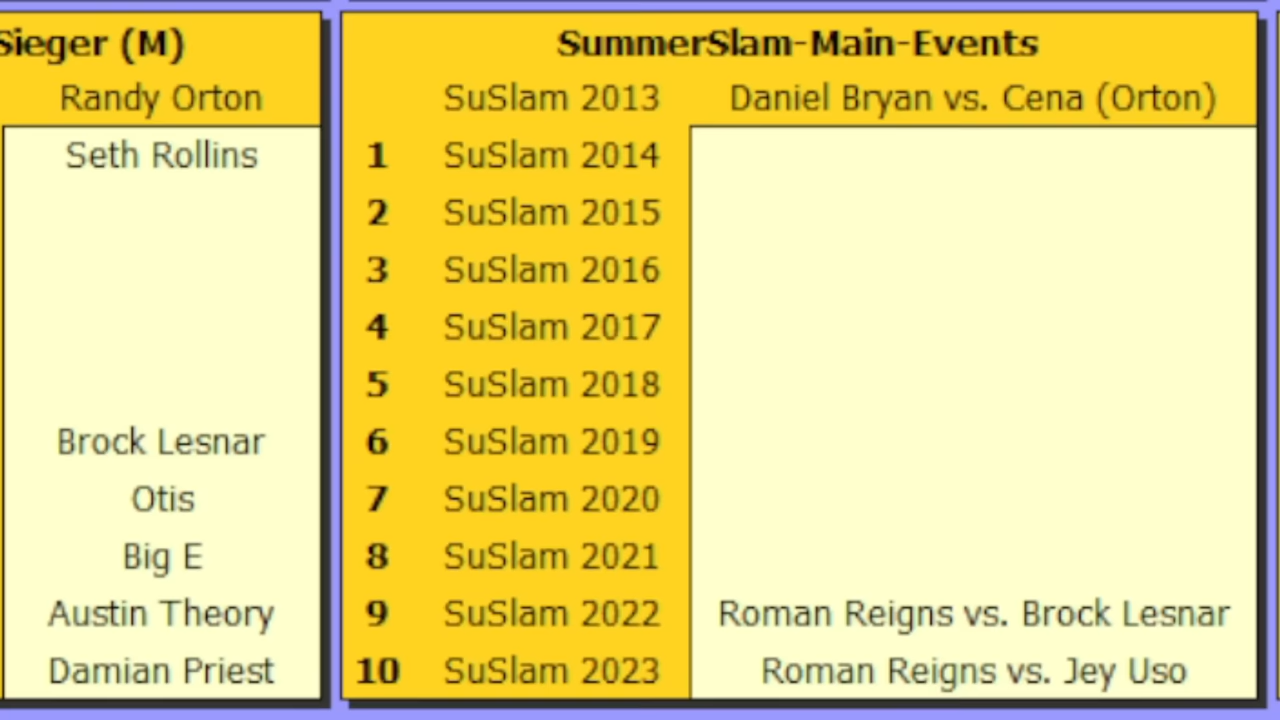 Sieger (M)
Randy Orton
Seth Rollins
Brock Lesnar
Otis
Big E
Austin Theory
Damian Priest
SummerSlam-Main-Events
SuSlam 2013 Daniel Bryan vs. Cena (Orton)
1 SuSlam 2014
2 SuSlam 2015
3 SuSlam 2016
4 SuSlam 2017
5 SuSlam 2018
6 SuSlam 2019
7 SuSlam 2020
8 SuSlam 2021
9 SuSlam 2022 Roman Reigns vs. Brock Lesnar
10 SuSlam 2023 Roman Reigns vs. Jey Uso